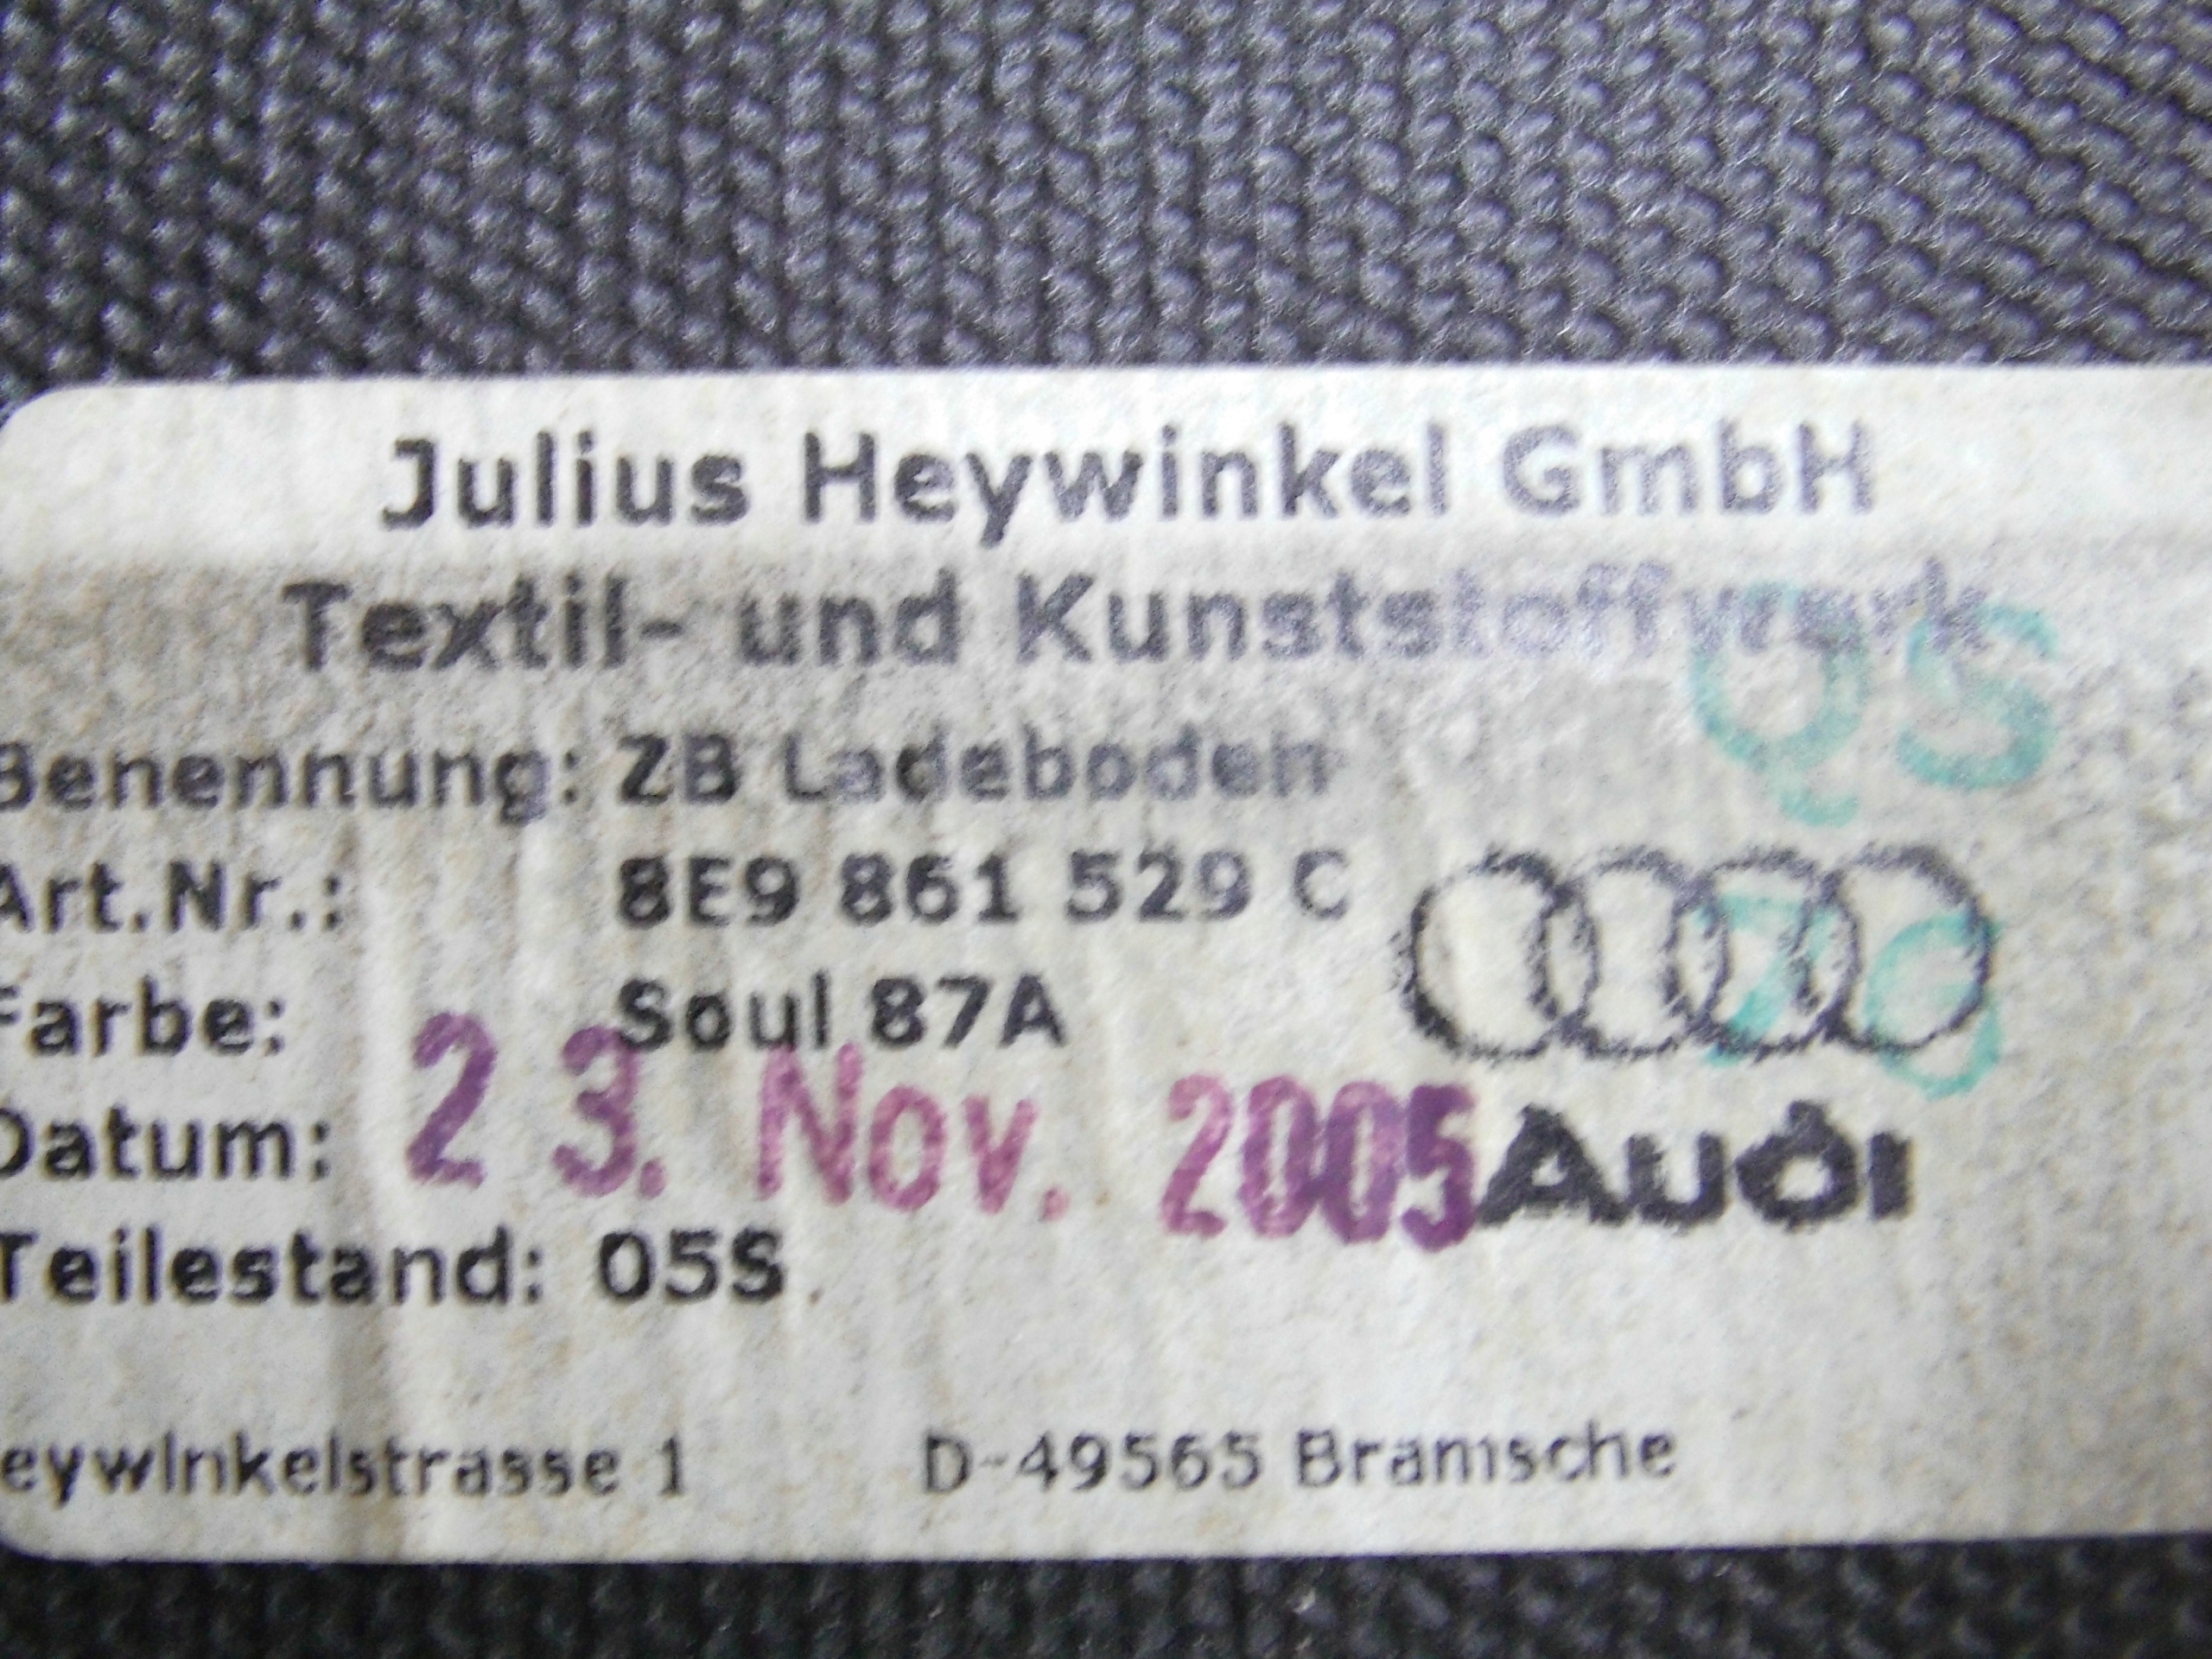 Julius Heywinkel GmbH
Textil- und Kunststoffwerk
QS
Benennung: ZB Ladeboden
Art.Nr.: 8E9 861 529 C
Farbe: Soul 87A
Datum: 23. Nov. 2005
Audi
Teilestand: 05S
eywinkelstrasse 1 D-49565 Bramsche